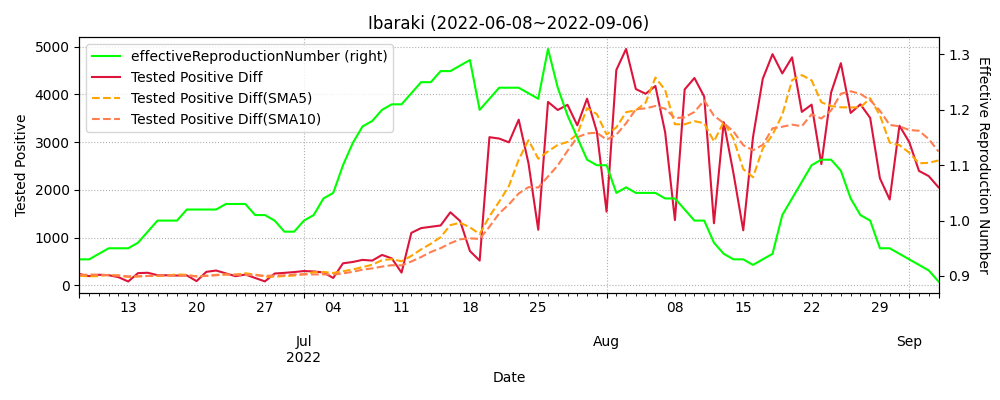 Ibaraki (2022-06-08~2022-09-06)
effectiveReproductionNumber (right)
Tested Positive Diff
Tested Positive Diff(SMA5)
Tested Positive Diff(SMA10)
Tested Positive
5000
4000
3000
2000
1000
0
1.3
1.2
1.1
1.0
0.9
Effective Reproduction Number
13 20 27 04 11 18 25 08 15 22 29
Jul Aug Sep
2022
Date